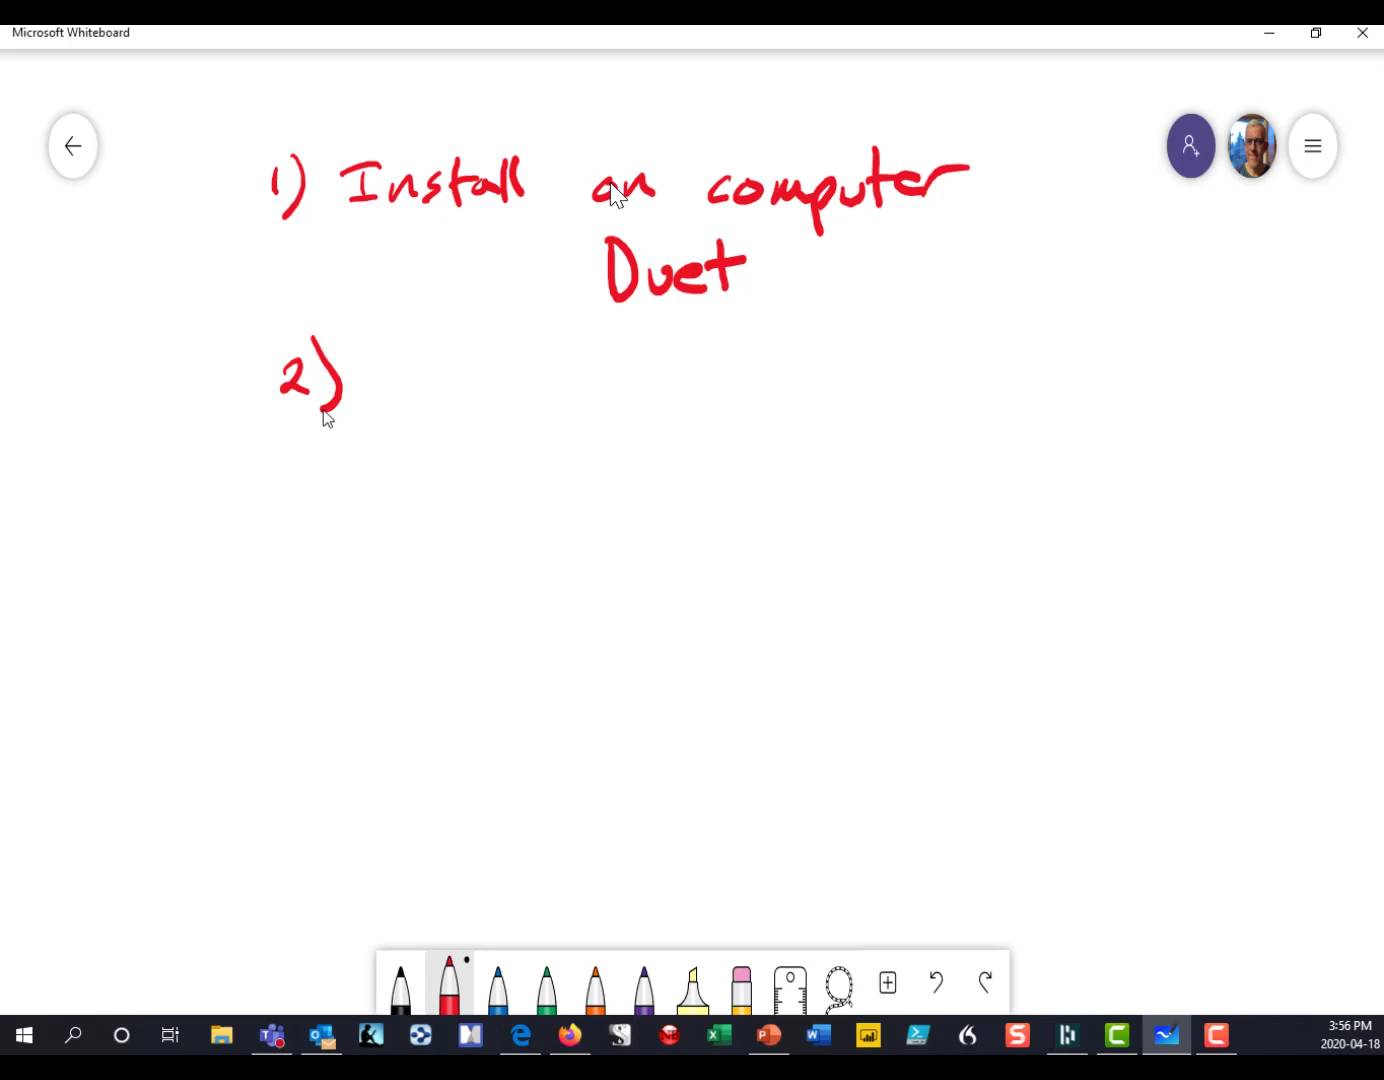 Microsoft Whiteboard
1) Install on computer
Duet
2)
3:56 PM
2020-04-18